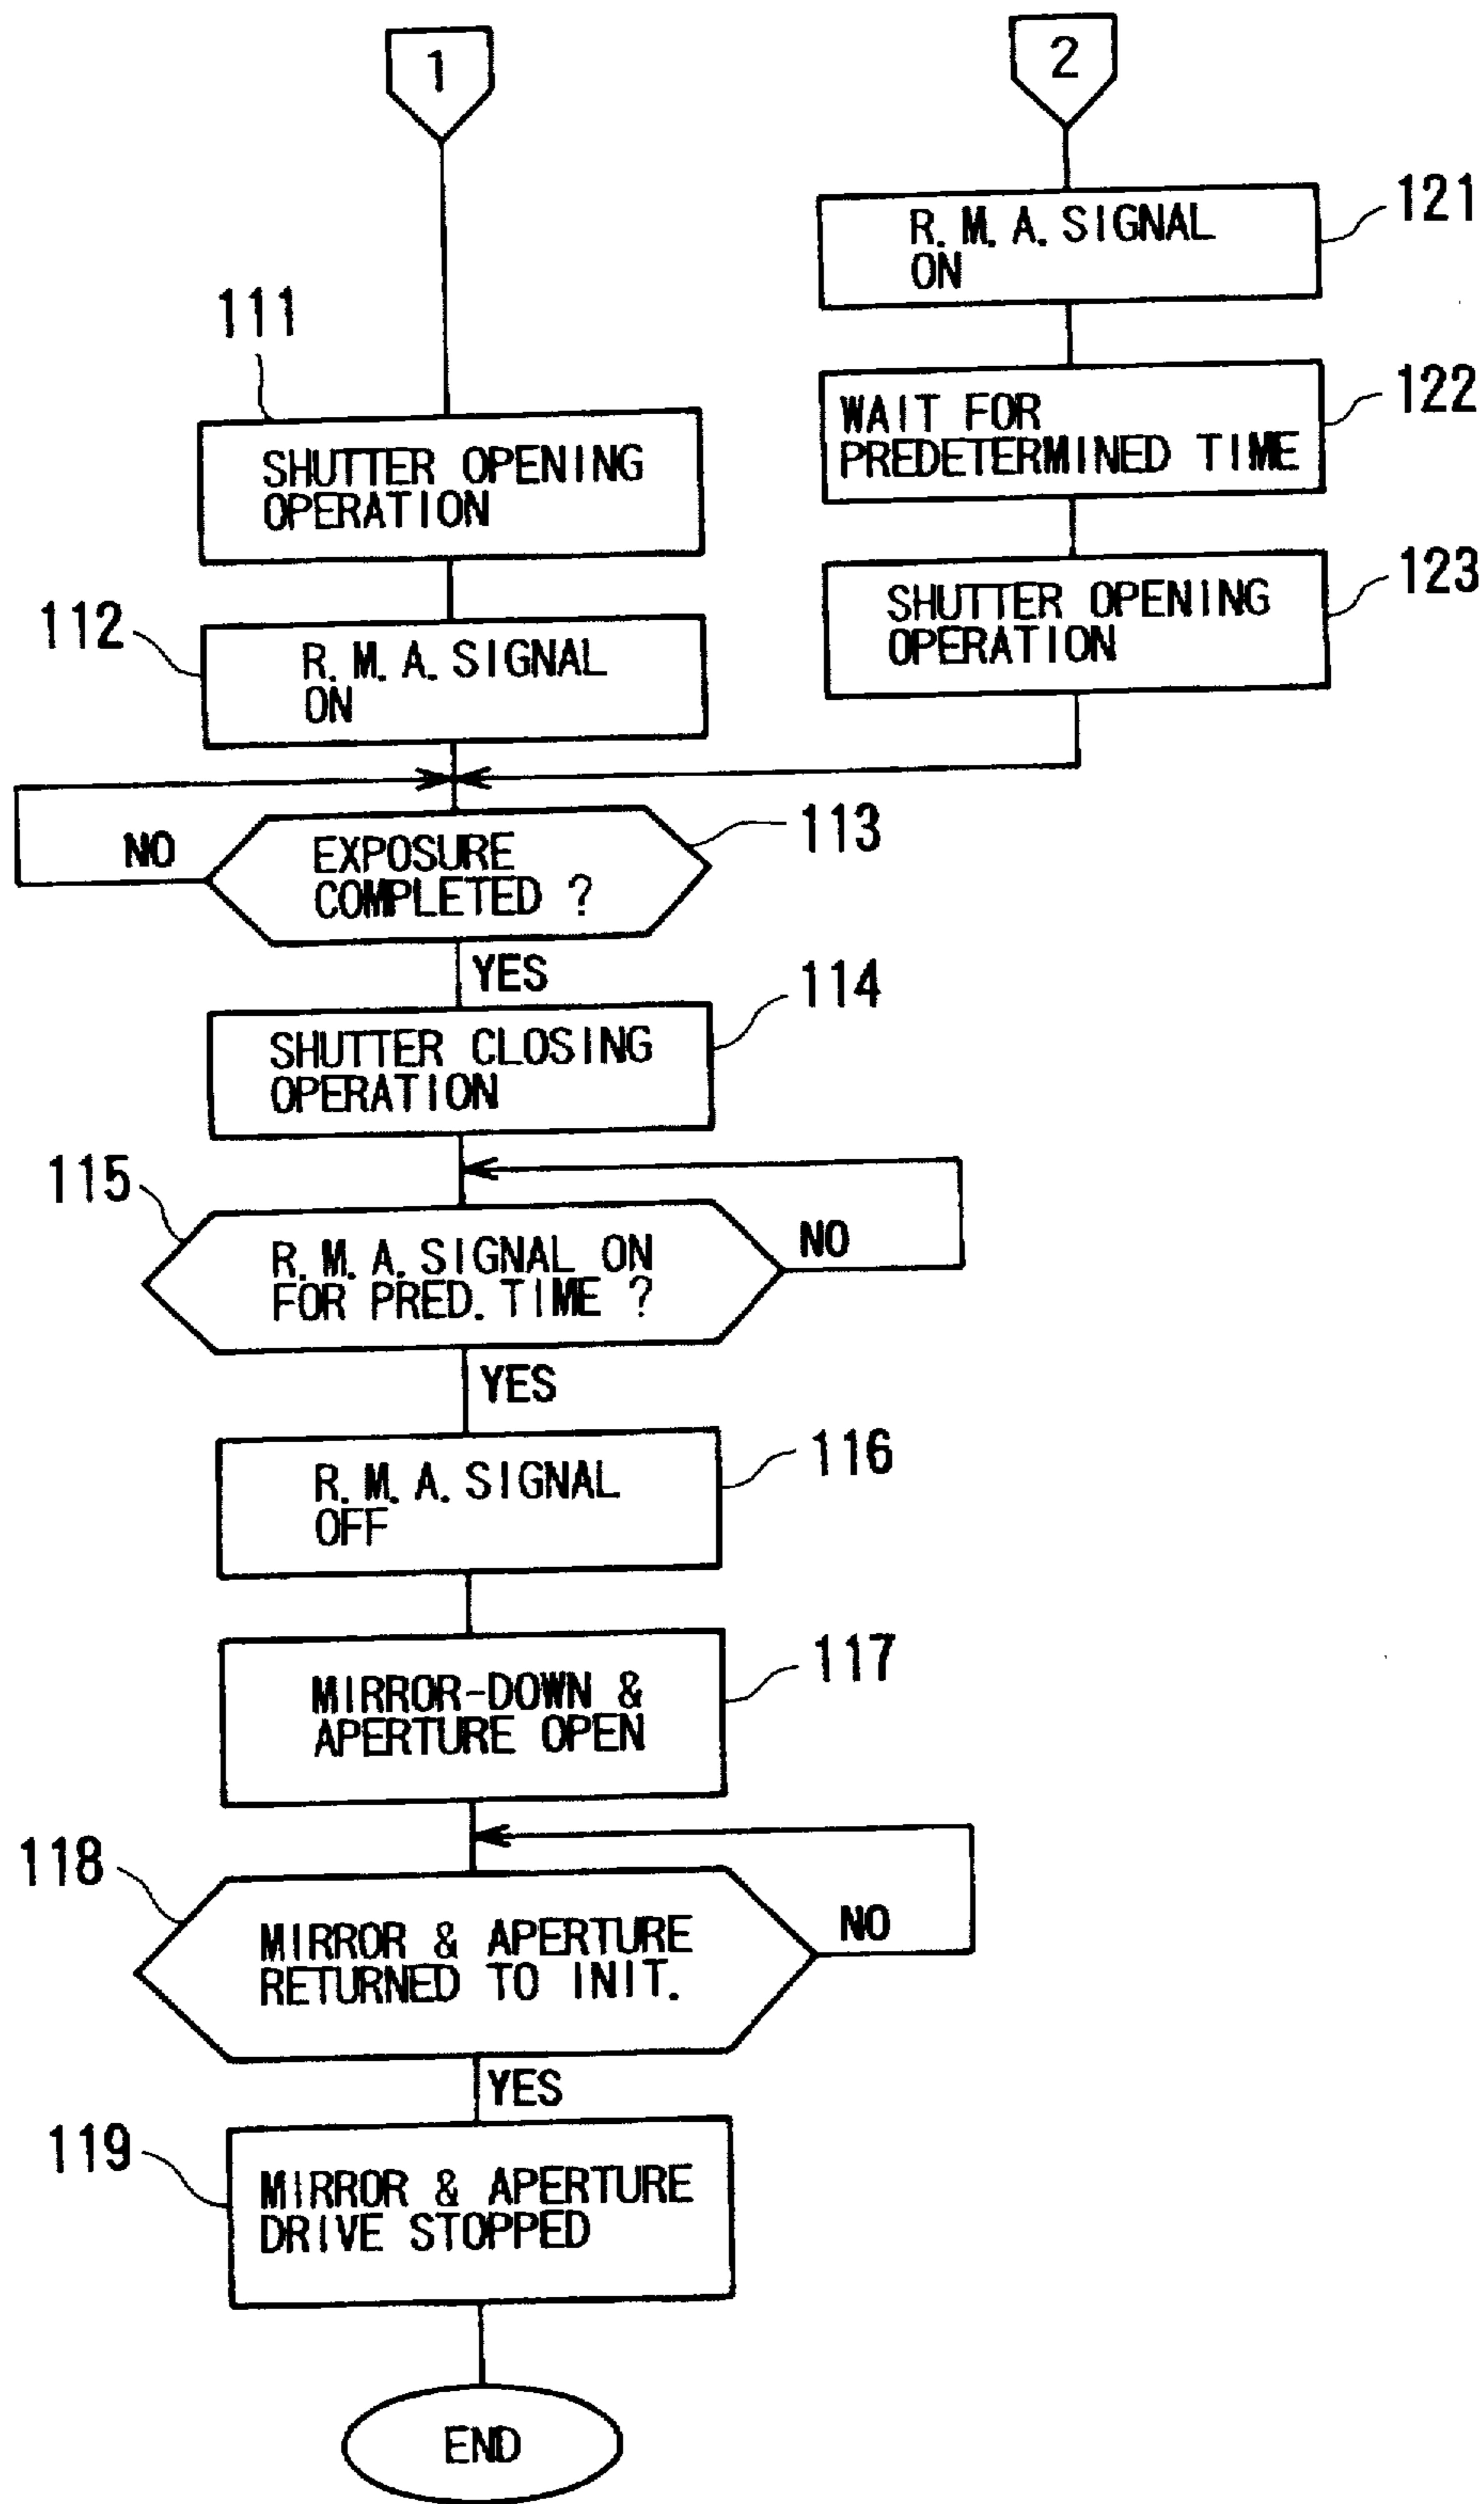 1
111
SHUTTER OPENING
OPERATION
112
R.M.A.SIGNAL
ON
2
121
R.M.A.SIGNAL
ON
122
WAIT FOR
PREDETERMINED TIME
123
SHUTTER OPENING
OPERATION
NO
113
EXPOSURE
COMPLETED ?
YES
114
SHUTTER CLOSING
OPERATION
115
R.M.A.SIGNAL ON
FOR PRED.TIME ?
NO
YES
116
R.M.A.SIGNAL
OFF
117
MIRROR-DOWN &
APERTURE OPEN
118
MIRROR & APERTURE
RETURNED TO INIT.
NO
YES
119
MIRROR & APERTURE
DRIVE STOPPED
END